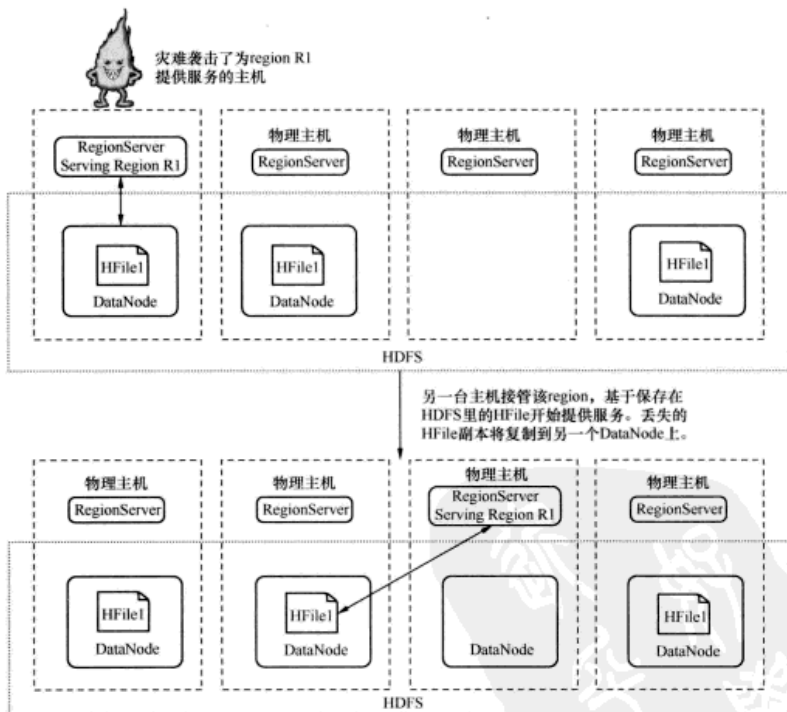 灾难袭击了为region R1
提供服务的主机
RegionServer
Serving Region R1
物理主机
RegionServer
物理主机
RegionServer
物理主机
RegionServer
HFile1
DataNode
HFile1
DataNode
HFile1
DataNode
HDFS
另一台主机接管该region，基于保存在
HDFS里的HFile开始提供服务。丢失的
HFile副本将复制到另一个DataNode上。
物理主机
RegionServer
物理主机
RegionServer
物理主机
RegionServer
Serving Region R1
物理主机
RegionServer
HFile1
DataNode
HFile1
DataNode
DataNode
HFile1
DataNode
HDFS